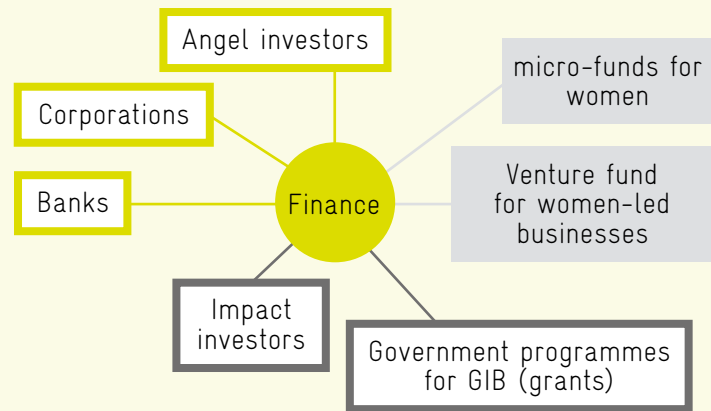 Angel investors
micro-funds for
women
Corporations
Venture fund
for women-led
businesses
Banks
Finance
Impact
investors
Government programmes
for GIB (grants)